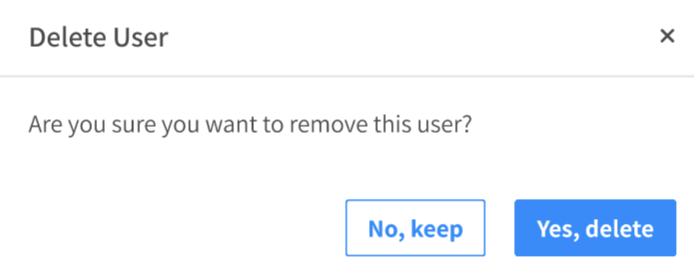 Delete User
Are you sure you want to remove this user?
No, keep
Yes, delete